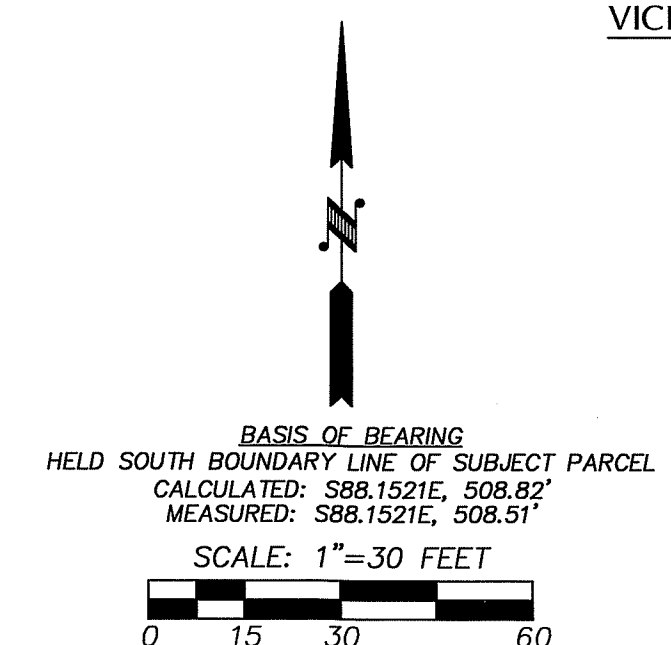 VICI
N
BASIS OF BEARING
HELD SOUTH BOUNDARY LINE OF SUBJECT PARCEL
CALCULATED: S88.1521E, 508.82'
MEASURED: S88.1521E, 508.51'
SCALE: 1"=30 FEET
0 15 30 60